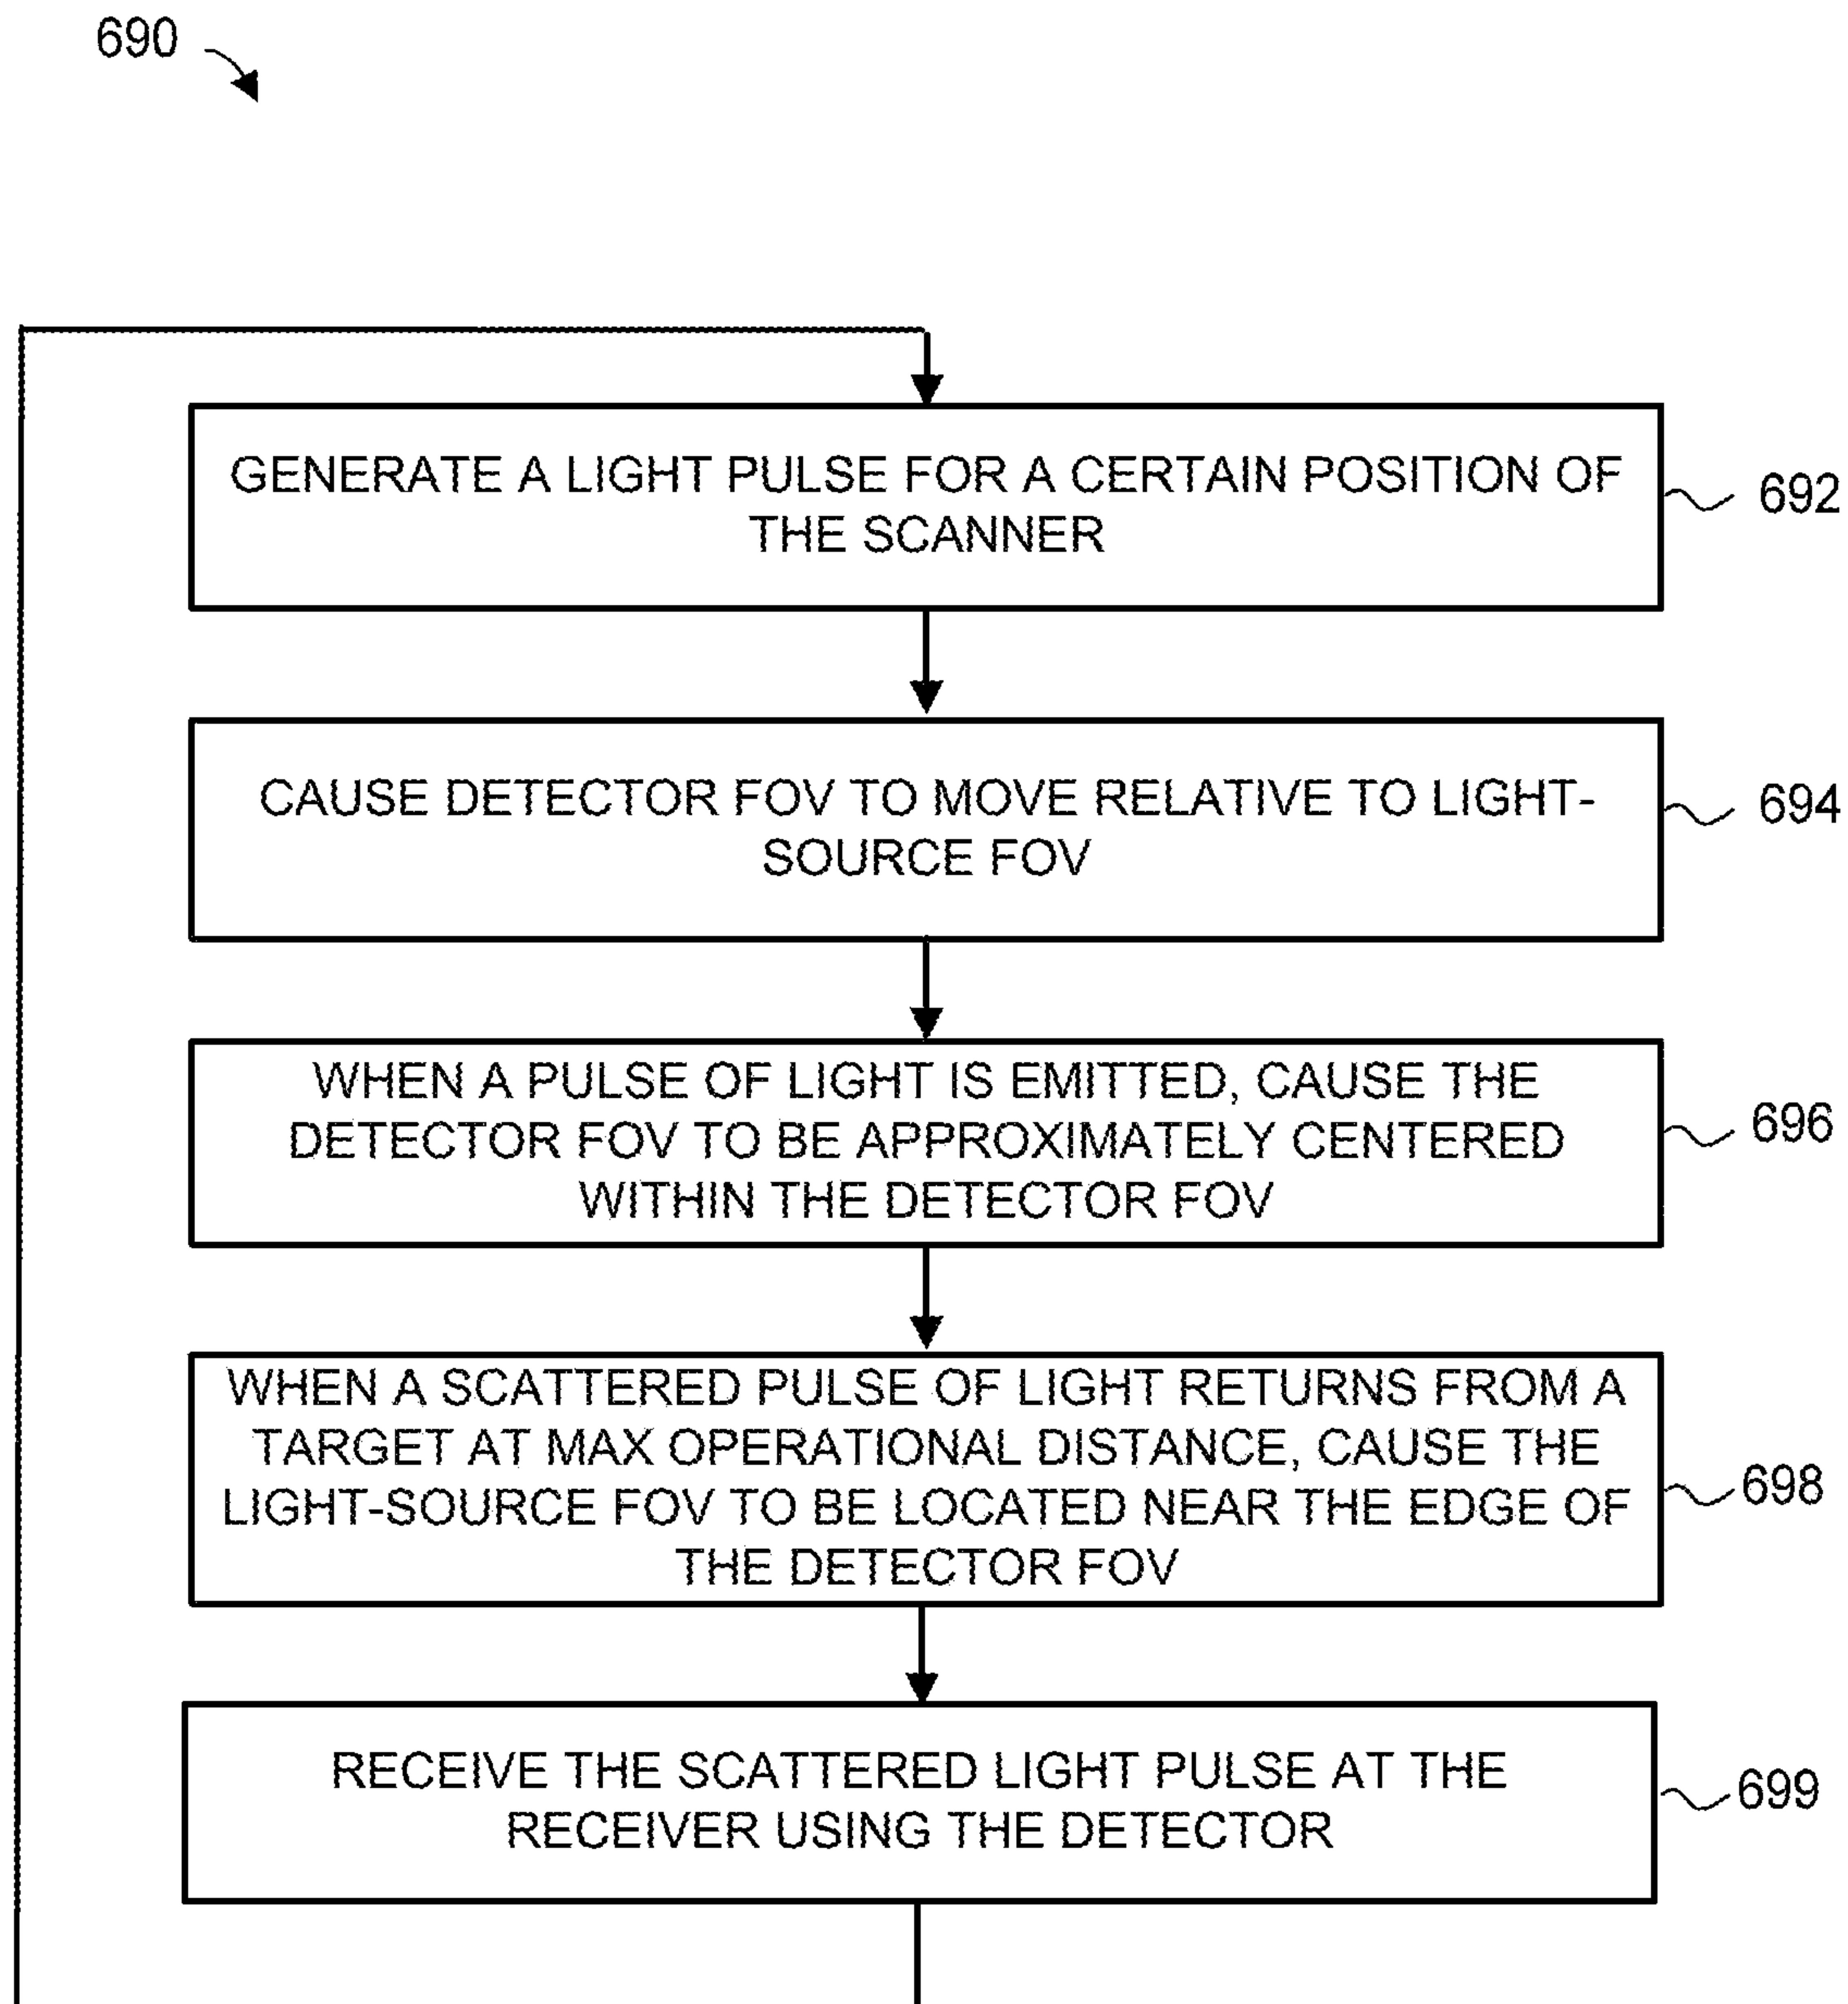 690
GENERATE A LIGHT PULSE FOR A CERTAIN POSITION OF
THE SCANNER
692
CAUSE DETECTOR FOV TO MOVE RELATIVE TO LIGHT-
SOURCE FOV
694
WHEN A PULSE OF LIGHT IS EMITTED, CAUSE THE
DETECTOR FOV TO BE APPROXIMATELY CENTERED
WITHIN THE DETECTOR FOV
696
WHEN A SCATTERED PULSE OF LIGHT RETURNS FROM A
TARGET AT MAX OPERATIONAL DISTANCE, CAUSE THE
LIGHT-SOURCE FOV TO BE LOCATED NEAR THE EDGE OF
THE DETECTOR FOV
698
RECEIVE THE SCATTERED LIGHT PULSE AT THE
RECEIVER USING THE DETECTOR
699